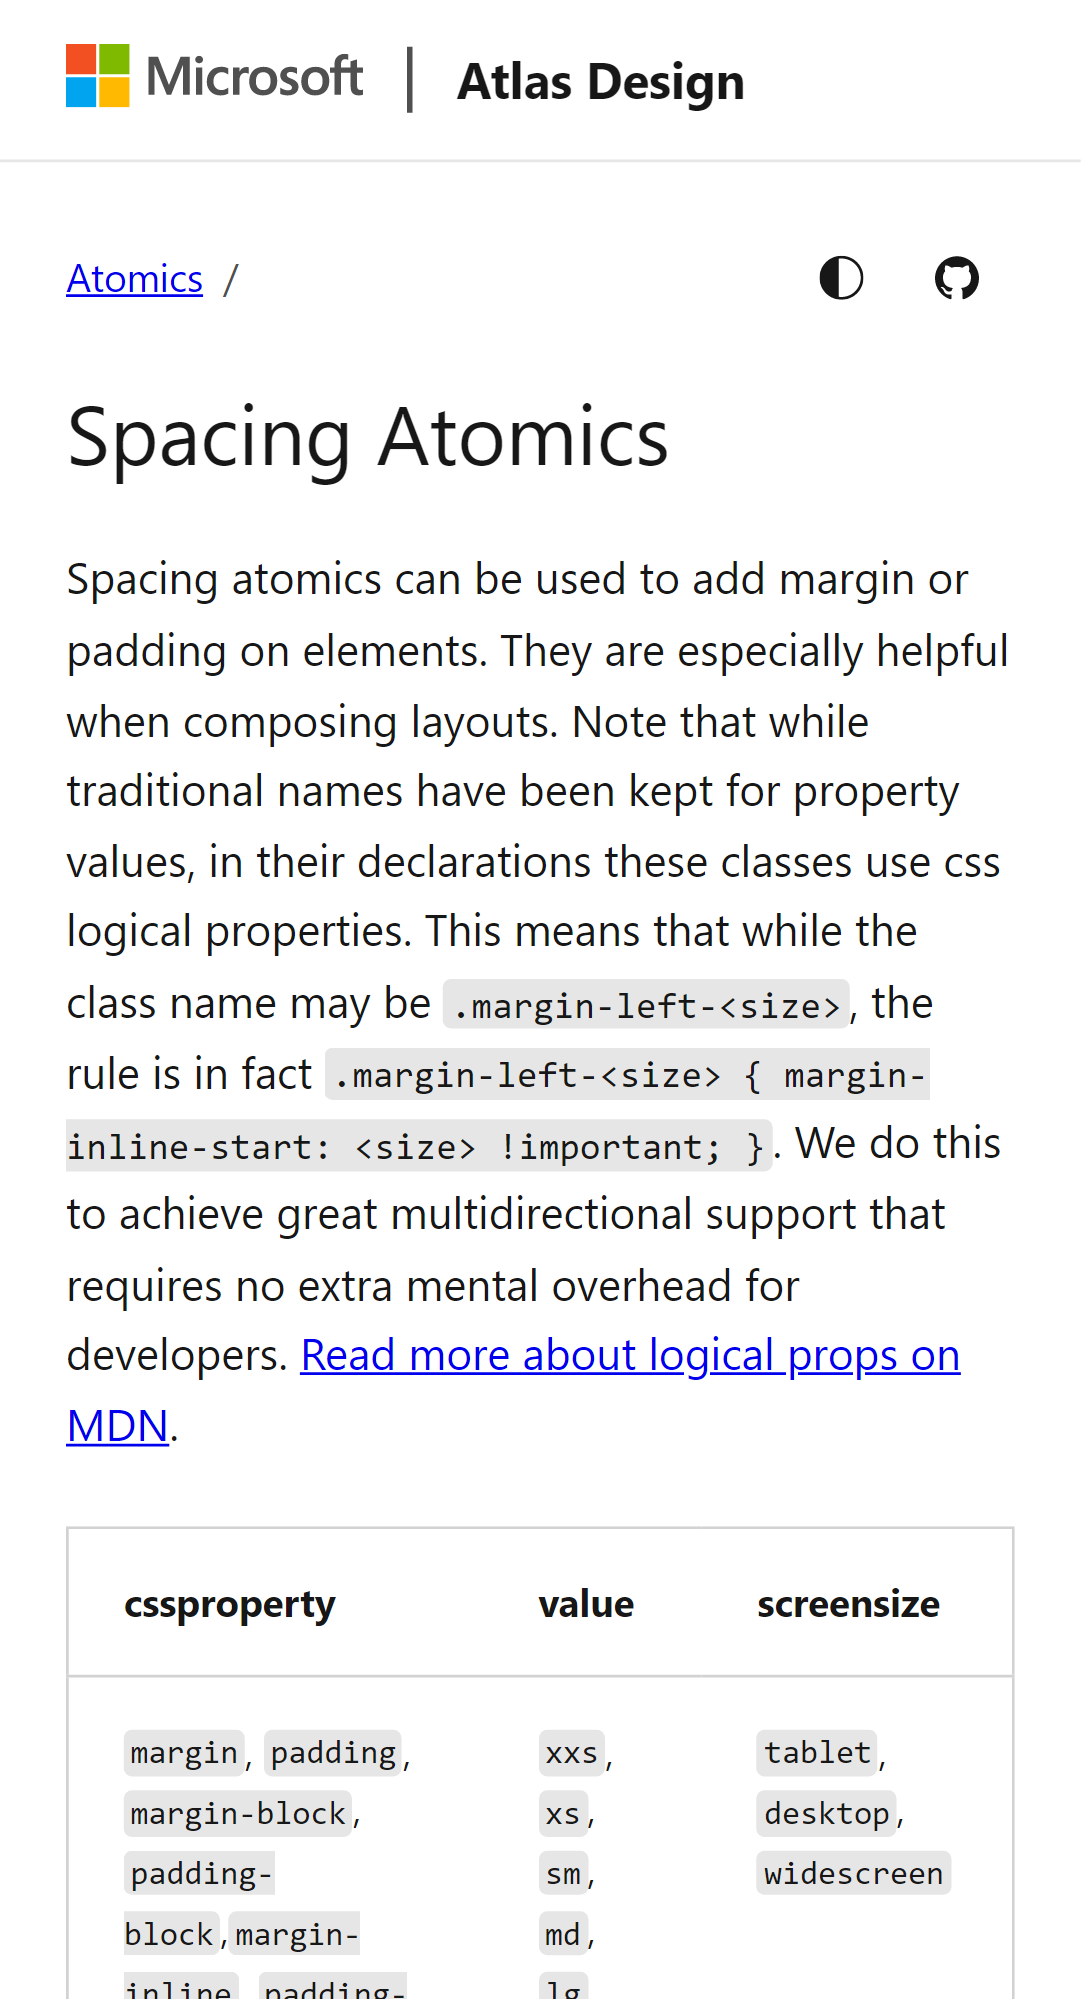 Microsoft | Atlas Design
Atomics /
Spacing Atomics
Spacing atomics can be used to add margin or
padding on elements. They are especially helpful
when composing layouts. Note that while
traditional names have been kept for property
values, in their declarations these classes use css
logical properties. This means that while the
class name may be .margin-left-<size>, the
rule is in fact .margin-left-<size> { margin-
inline-start: <size> !important; }. We do this
to achieve great multidirectional support that
requires no extra mental overhead for
developers. Read more about logical props on
MDN.
cssproperty value screensize
margin, padding, xxs, tablet,
margin-block, xs, desktop,
padding- sm, widescreen
block,margin- md,
inline, padding- lg